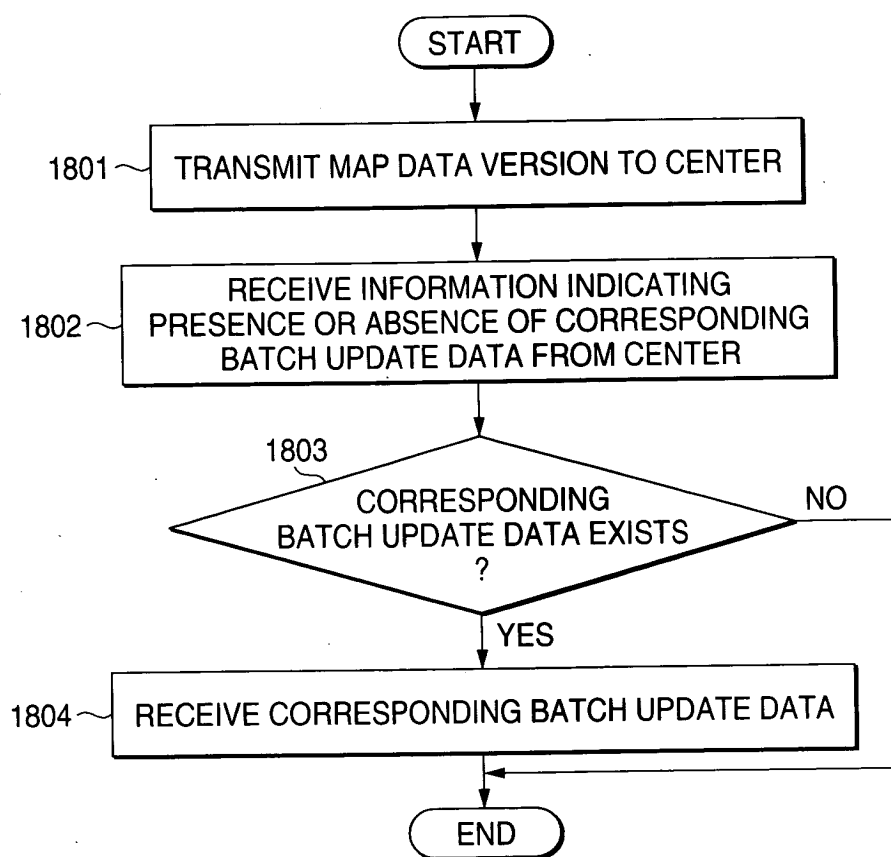 START
1801
TRANSMIT MAP DATA VERSION TO CENTER
1802
RECEIVE INFORMATION INDICATING
PRESENCE OR ABSENCE OF CORRESPONDING
BATCH UPDATE DATA FROM CENTER
1803
CORRESPONDING
BATCH UPDATE DATA EXISTS
?
NO
YES
1804
RECEIVE CORRESPONDING BATCH UPDATE DATA
END